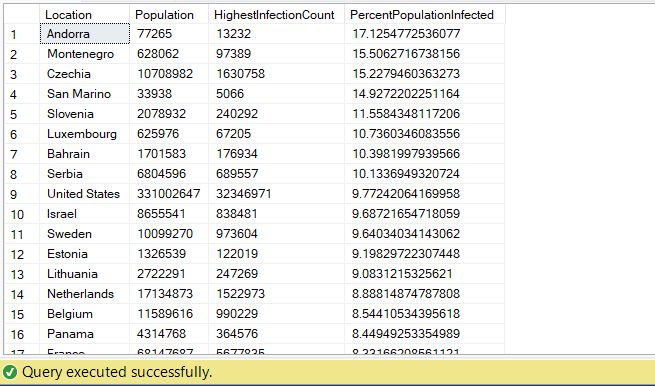 Location Population HighestInfectionCount PercentPopulationInfected
1 Andorra 77265 13232 17.1254772536077
2 Montenegro 628062 97389 15.5062716738156
3 Czechia 10708982 1630758 15.2279460363273
4 San Marino 33938 5066 14.9272202251164
5 Slovenia 2078932 240292 11.5584348117206
6 Luxembourg 625976 67205 10.7360346083556
7 Bahrain 1701583 176934 10.3981997939566
8 Serbia 6804596 689557 10.1336949320724
9 United States 331002647 32346971 9.77242064169958
10 Israel 8655541 838481 9.68721654718059
11 Sweden 10099270 973604 9.64034034143062
12 Estonia 1326539 122019 9.19829722307448
13 Lithuania 2722291 247269 9.0831215325621
14 Netherlands 17134873 1522973 8.88814874787808
15 Belgium 11589616 990229 8.54410534395618
16 Panama 4314768 364576 8.44949253354989
17 France 68147687 5677835 8.33166208561121
Query executed successfully.